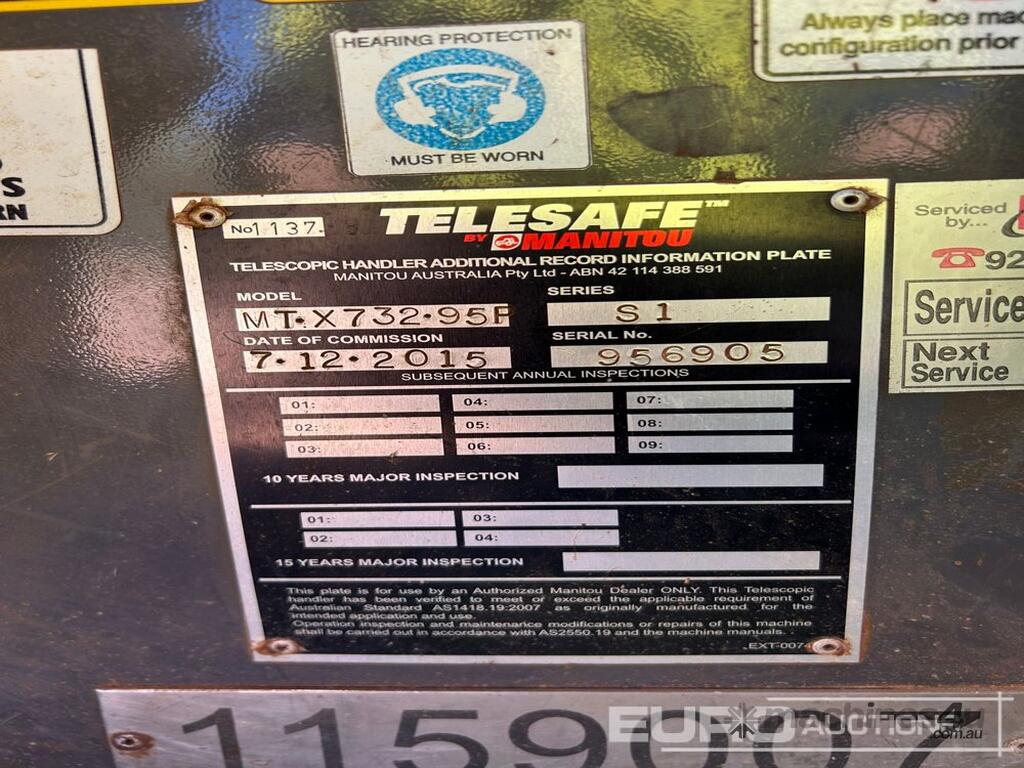 Always place mac
configuration prior
HEARING PROTECTION
MUST BE WORN
S
RN
No 1137.
TELESAFE™
BY MANITOU
TELESCOPIC HANDLER ADDITIONAL RECORD INFORMATION PLATE
MANITOU AUSTRALIA Pty Ltd - ABN 42 114 388 591
MODEL SERIES
MT·X732·95P S1
DATE OF COMMISSION SERIAL No.
7·12·2015 956905
SUBSEQUENT ANNUAL INSPECTIONS
01: 04: 07:
02: 05: 08:
03: 06: 09:
10 YEARS MAJOR INSPECTION
01: 03:
02: 04:
15 YEARS MAJOR INSPECTION
This plate is for use by an Authorized Manitou Dealer ONLY. This Telescopic
handler has been verified to meet or exceed the applicable requirement of
Australian Standard AS1418.19:2007 as originally manufactured for the
intended application and use.
Operation inspection and maintenance modifications or repairs of this machine
shall be carried out in accordance with AS2550.19 and the machine manuals.
EXT-0074
Serviced
by...
☎92
Service
Next
Service
1159007
EURO AUCTIONS
.com.au